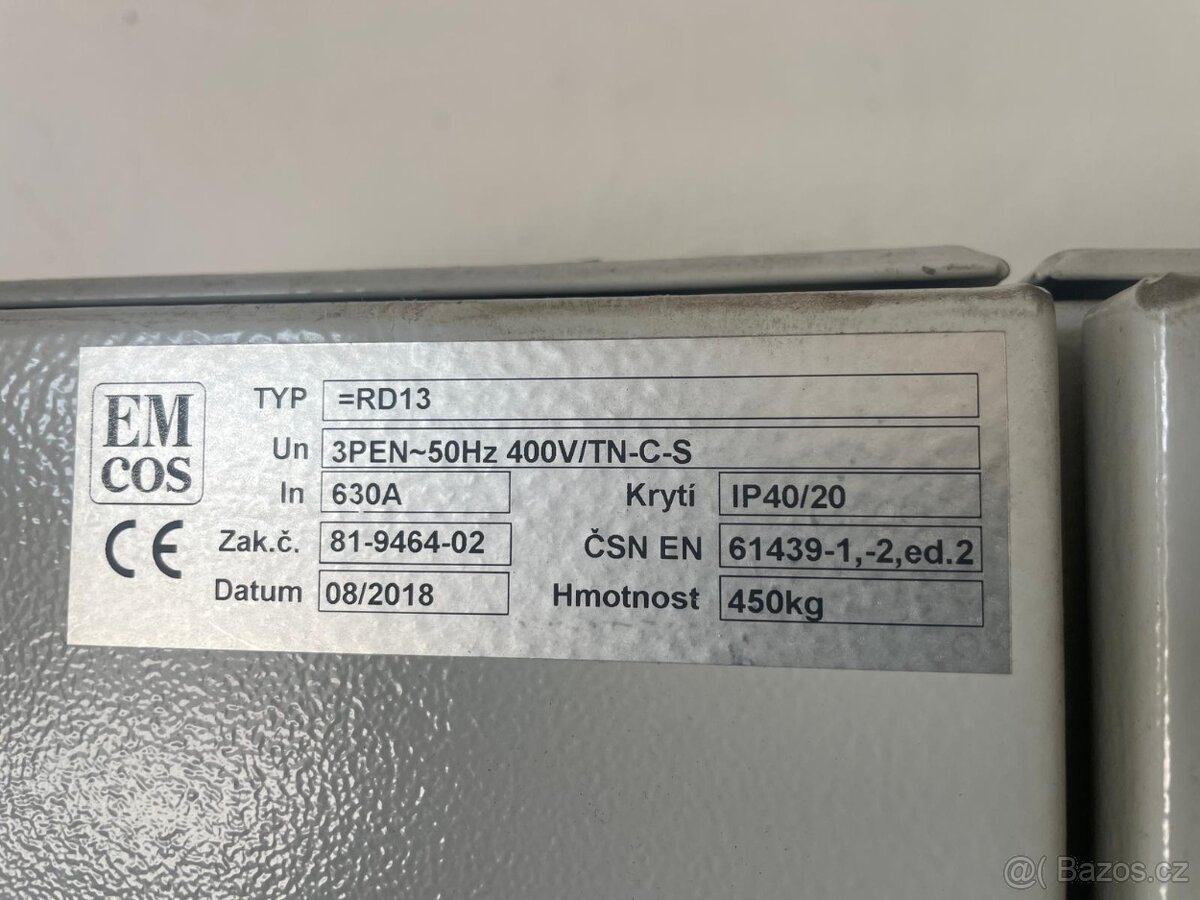 EM
COS
CE
TYP =RD13
Un 3PEN~50Hz 400V/TN-C-S
In 630A Krytí IP40/20
Zak.č. 81-9464-02 ČSN EN 61439-1,-2,ed.2
Datum 08/2018 Hmotnost 450kg
@( Bazos.cz